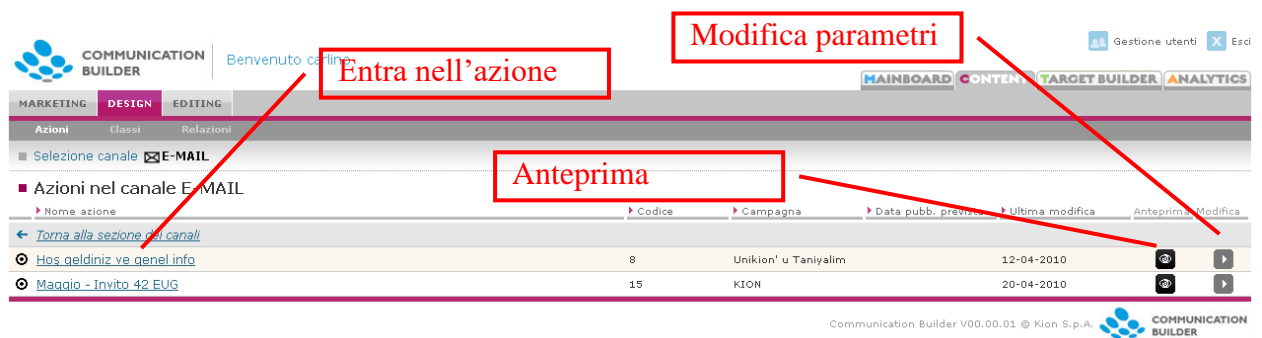 Modifica parametri
Gestione utenti
Esci
COMMUNICATION
BUILDER
Benvenuto carlino
Entra nell'azione
MAINBOARD CONTENT TARGET BUILDER ANALYTICS
MARKETING DESIGN EDITING
Azioni Classi Relazioni
Selezione canale E-MAIL
Anteprima
Azioni nel canale E-MAIL
Nome azione Codice Campagna Data pubb. prevista Ultima modifica Anteprima Modifica
Torna alla sezione dei canali
Hoş geldiniz ve genel info 8 Unikion' u Taniyalim 12-04-2010
Maggio - Invito 42 EUG 15 KION 20-04-2010
Communication Builder V00.00.01 @ Kion S.p.A.
COMMUNICATION
BUILDER